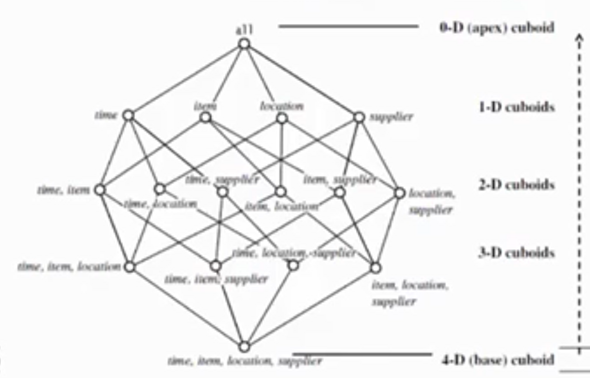 all
0-D (apex) cuboid
time
item
location
supplier
1-D cuboids
time, item
time, location
time, supplier
item, location
item, supplier
location,
supplier
2-D cuboids
3-D cuboids
time, item, location
time, item, supplier
time, location, supplier
item, location,
supplier
time, item, location, supplier
4-D (base) cuboid